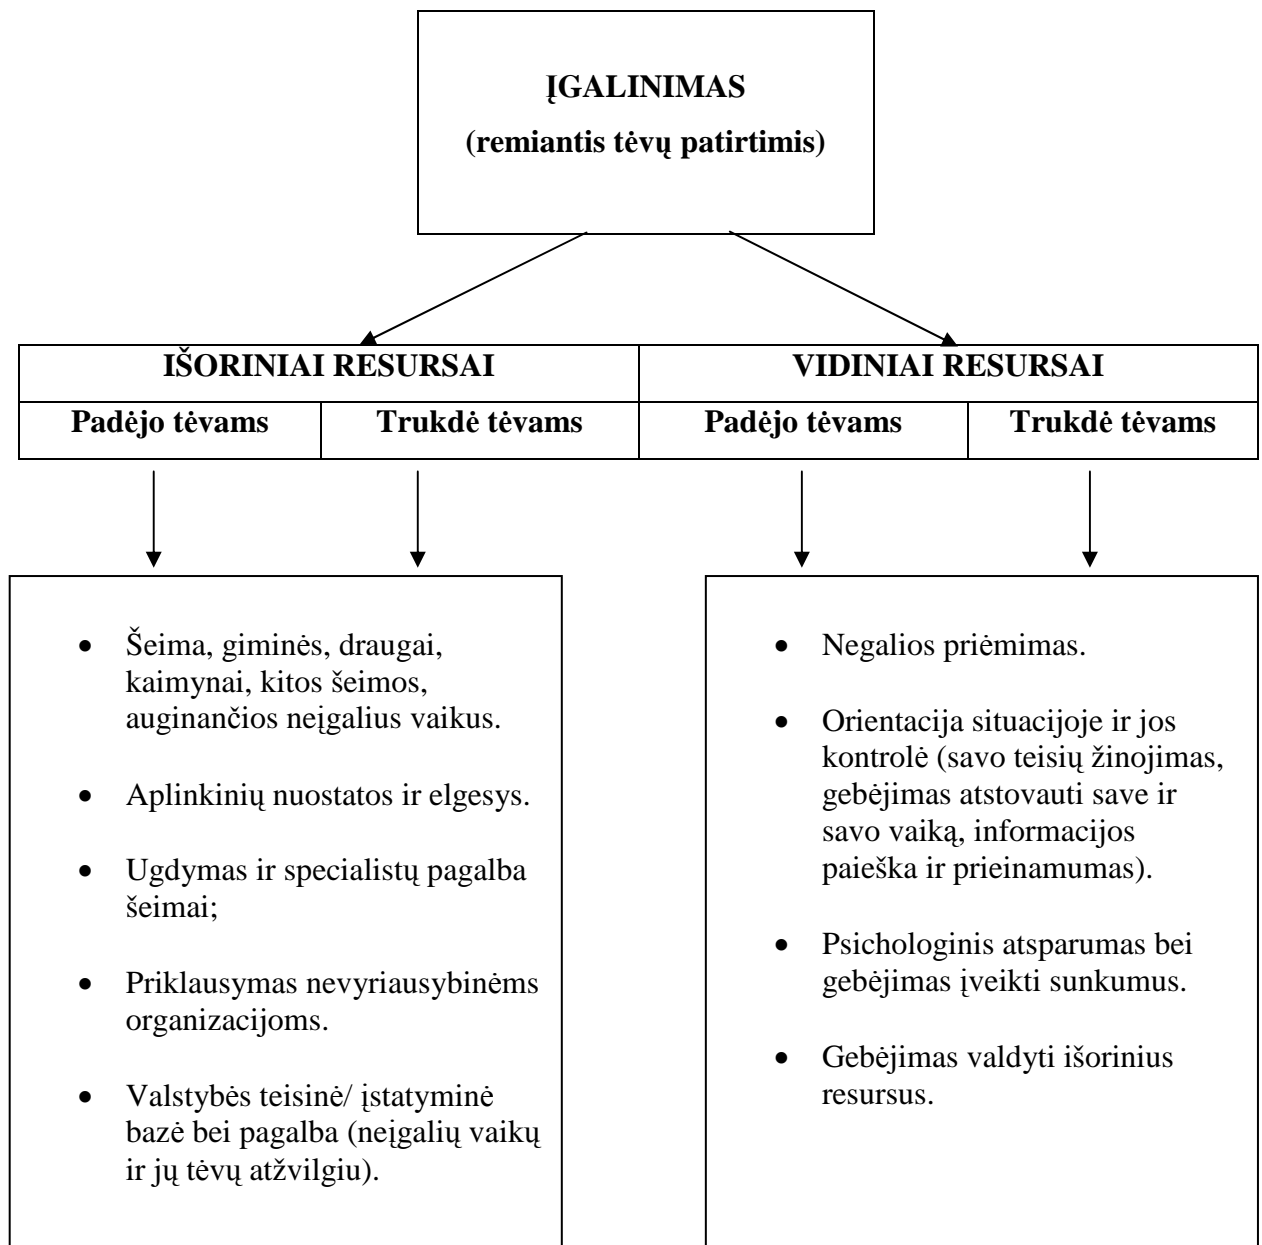 ĮGALINIMAS
(remiantis tėvų patirtimis)
IŠORINIAI RESURSAI
VIDINIAI RESURSAI
Padėjo tėvams
Trukdė tėvams
Padėjo tėvams
Trukdė tėvams
• Šeima, giminės, draugai,
kaimynai, kitos šeimos,
auginančios neįgalius vaikus.
• Aplinkinių nuostatos ir elgesys.
• Ugdymas ir specialistų pagalba
šeimai;
• Priklausymas nevyriausybinėms
organizacijoms.
• Valstybės teisinė/ įstatyminė
bazė bei pagalba (neįgalių vaikų
ir jų tėvų atžvilgiu).
• Negalios priėmimas.
• Orientacija situacijoje ir jos
kontrolė (savo teisių žinojimas,
gebėjimas atstovauti save ir
savo vaiką, informacijos
paieška ir prieinamumas).
• Psichologinis atsparumas bei
gebėjimas įveikti sunkumus.
• Gebėjimas valdyti išorinius
resursus.